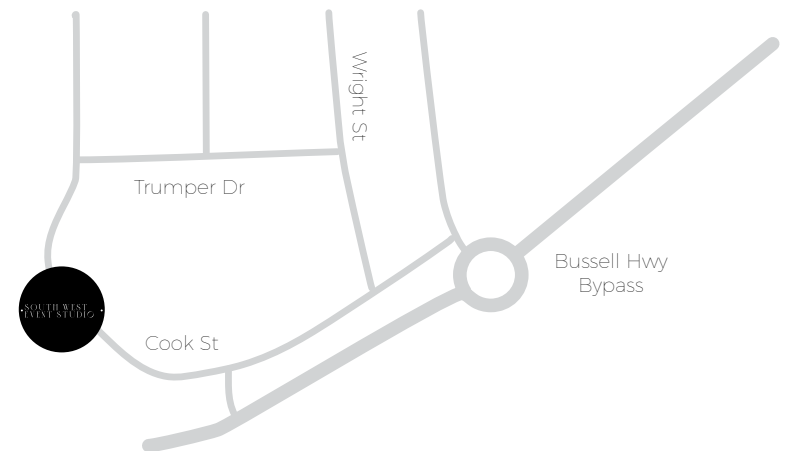 Wright St
Trumper Dr
Bussell Hwy
Bypass
SOUTH WEST
EVENT STUDIO
Cook St